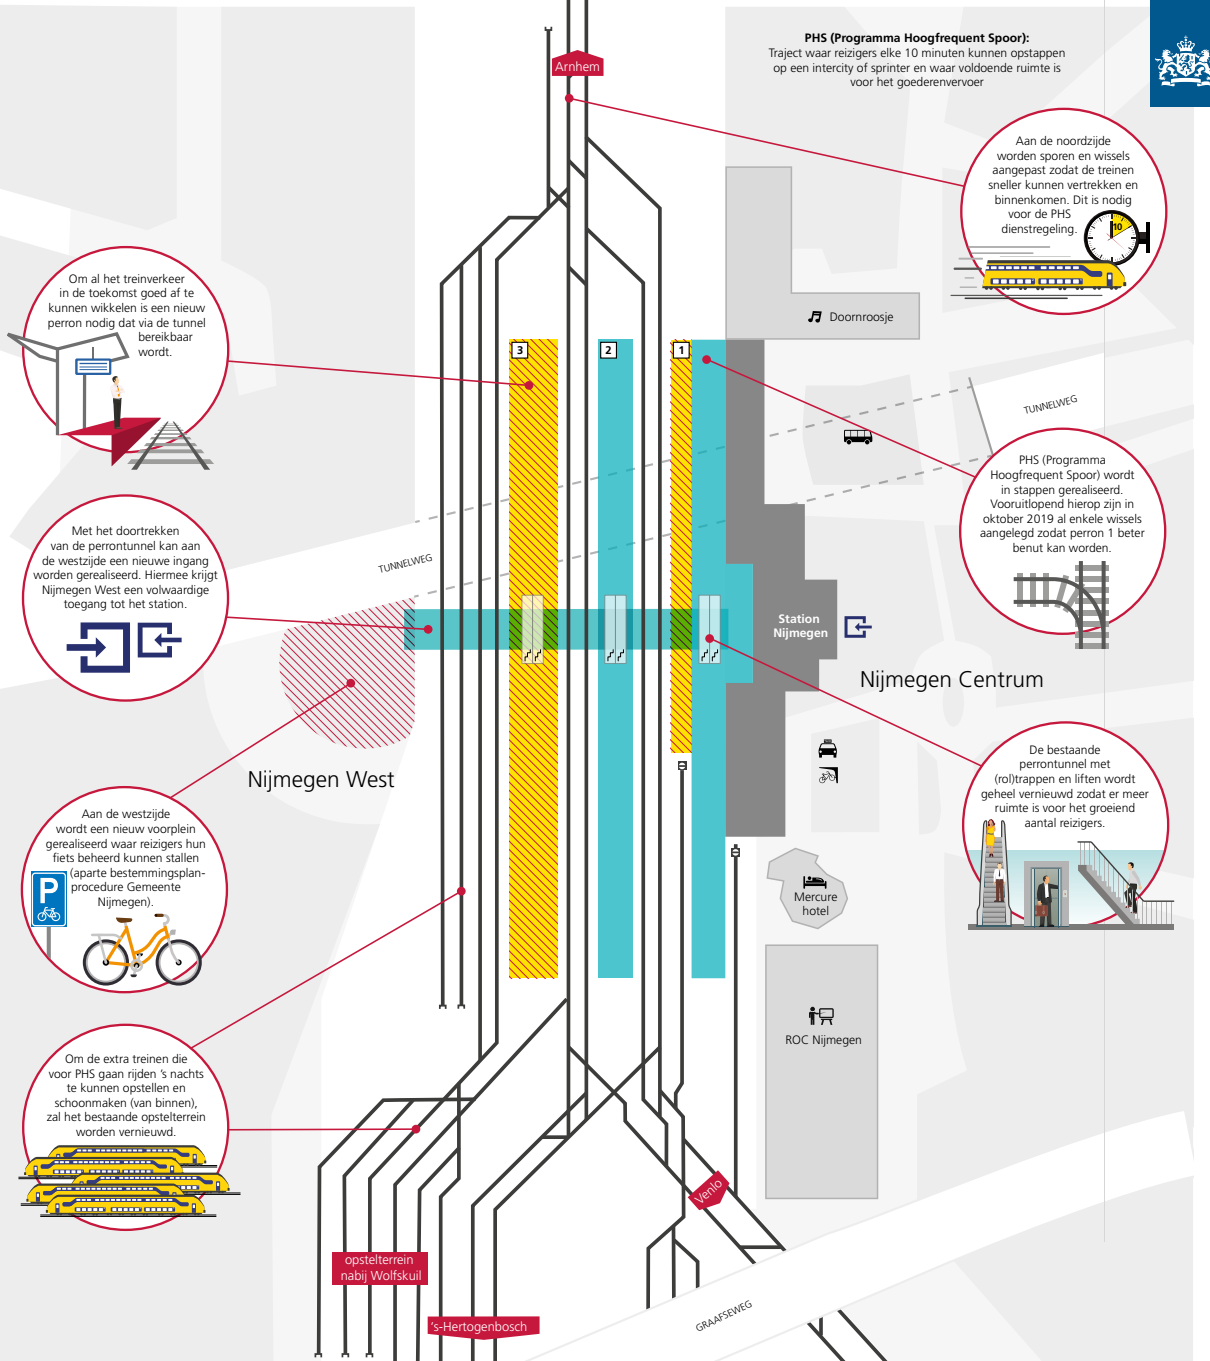 PHS (Programma Hoogfrequent Spoor):
Traject waar reizigers elke 10 minuten kunnen opstappen
op een intercity of sprinter en waar voldoende ruimte is
voor het goederenvervoer
Arnhem
Aan de noordzijde
worden sporen en wissels
aangepast zodat de treinen
sneller kunnen vertrekken en
binnenkomen. Dit is nodig
voor de PHS
dienstregeling.
10
Om al het treinverkeer
in de toekomst goed af te
kunnen wikkelen is een nieuw
perron nodig dat via de tunnel
bereikbaar
wordt.
Doornroosje
3
2
1
TUNNELWEG
PHS (Programma
Hoogfrequent Spoor) wordt
in stappen gerealiseerd.
Vooruitlopend hierop zijn in
oktober 2019 al enkele wissels
aangelegd zodat perron 1 beter
benut kan worden.
Met het doortrekken
van de perrontunnel kan aan
de westzijde een nieuwe ingang
worden gerealiseerd. Hiermee krijgt
Nijmegen West een volwaardige
toegang tot het station.
TUNNELWEG
Station
Nijmegen
Nijmegen Centrum
Nijmegen West
De bestaande
perrontunnel met
(rol)trappen en liften wordt
geheel vernieuwd zodat er meer
ruimte is voor het groeiend
aantal reizigers.
Aan de westzijde
wordt een nieuw voorplein
gerealiseerd waar reizigers hun
fiets beheerd kunnen stallen
(aparte bestemmingsplan-
procedure Gemeente
Nijmegen).
P
Mercure
hotel
ROC Nijmegen
Om de extra treinen die
voor PHS gaan rijden ‘s nachts
te kunnen opstellen en
schoonmaken (van binnen),
zal het bestaande opstelterrein
worden vernieuwd.
Venlo
opstelterrein
nabij Wolfskuil
‘s-Hertogenbosch
GRAAFSEWEG